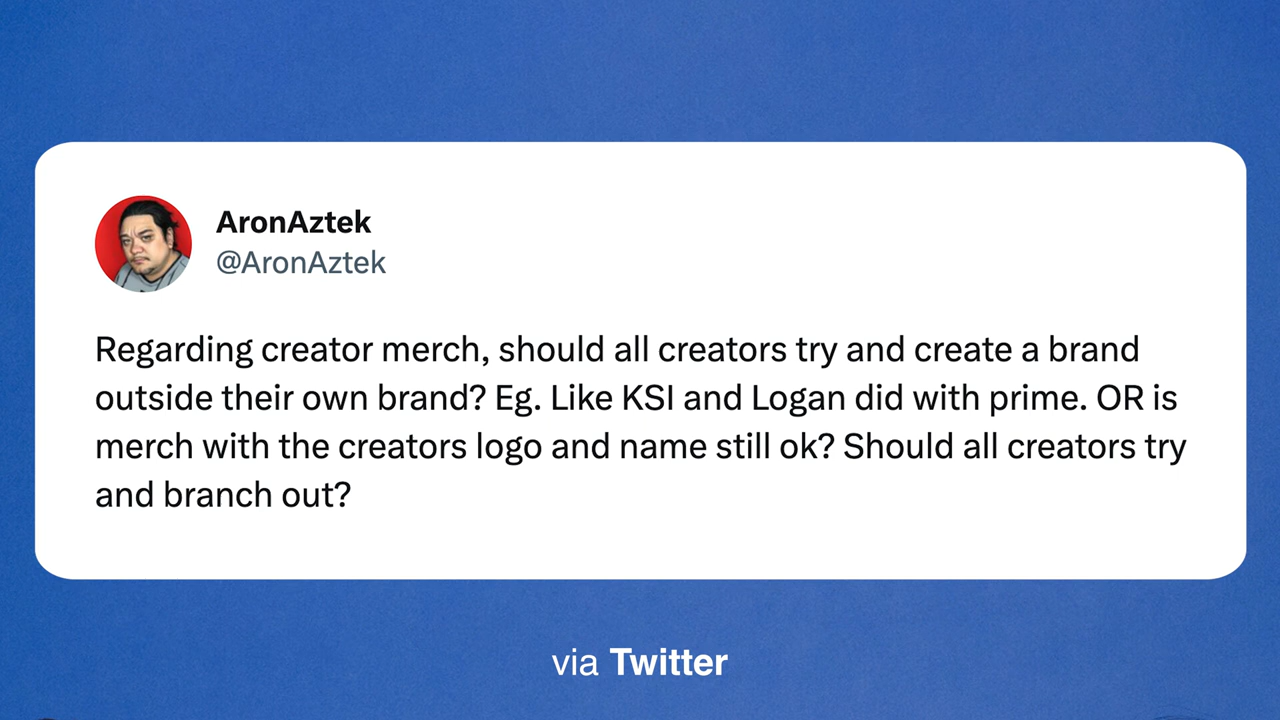 AronAztek
@AronAztek
Regarding creator merch, should all creators try and create a brand
outside their own brand? Eg. Like KSI and Logan did with prime. OR is
merch with the creators logo and name still ok? Should all creators try
and branch out?
via Twitter